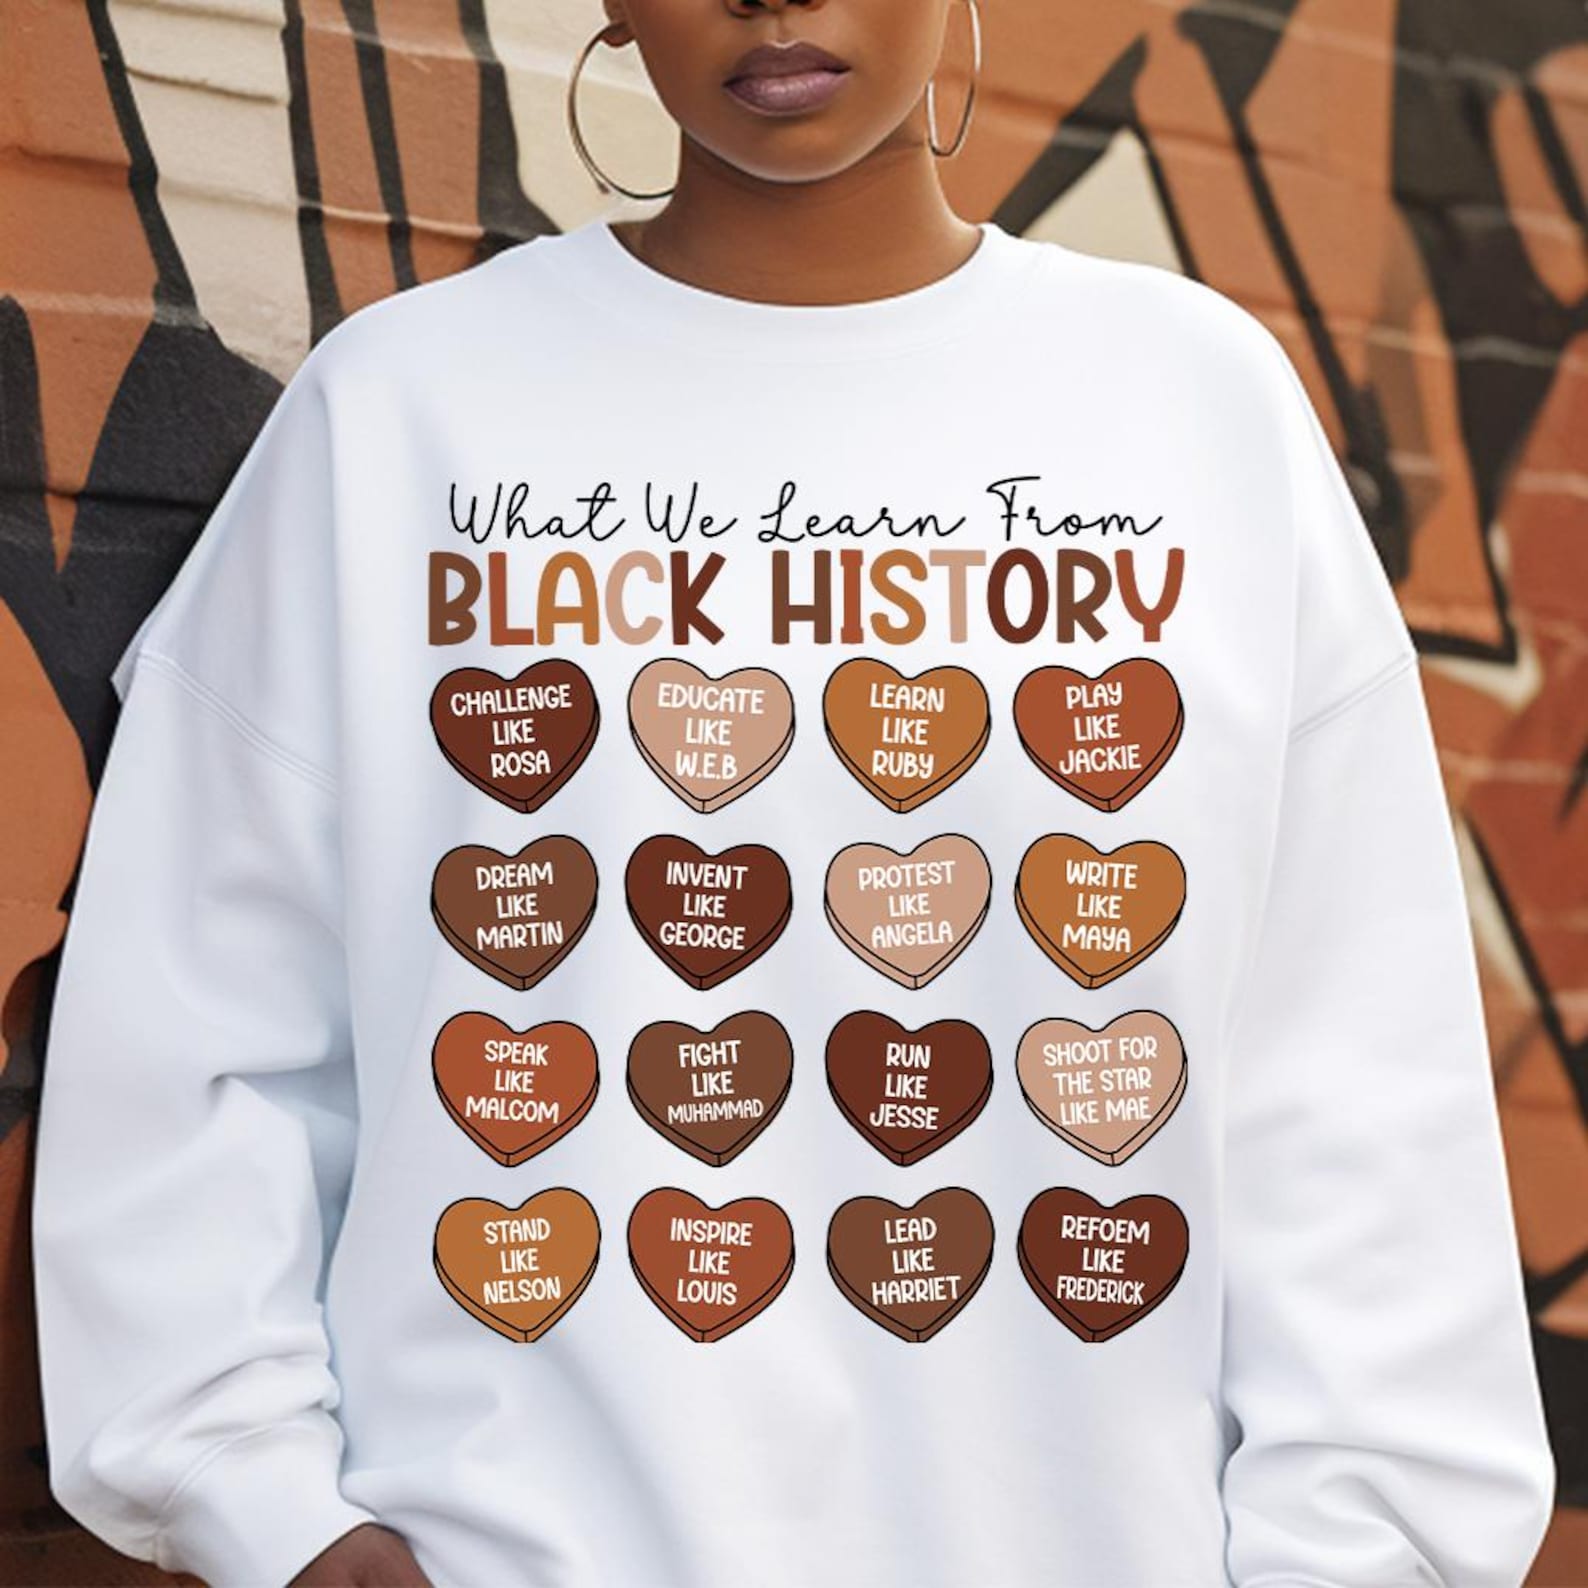 What We Learn From
BLACK HISTORY
CHALLENGE
LIKE
ROSA
EDUCATE
LIKE
W.E.B
LEARN
LIKE
RUBY
PLAY
LIKE
JACKIE
DREAM
LIKE
MARTIN
INVENT
LIKE
GEORGE
PROTEST
LIKE
ANGELA
WRITE
LIKE
MAYA
SPEAK
LIKE
MALCOM
FIGHT
LIKE
MUHAMMAD
RUN
LIKE
JESSE
SHOOT FOR
THE STAR
LIKE MAE
STAND
LIKE
NELSON
INSPIRE
LIKE
LOUIS
LEAD
LIKE
HARRIET
REFOEM
LIKE
FREDERICK